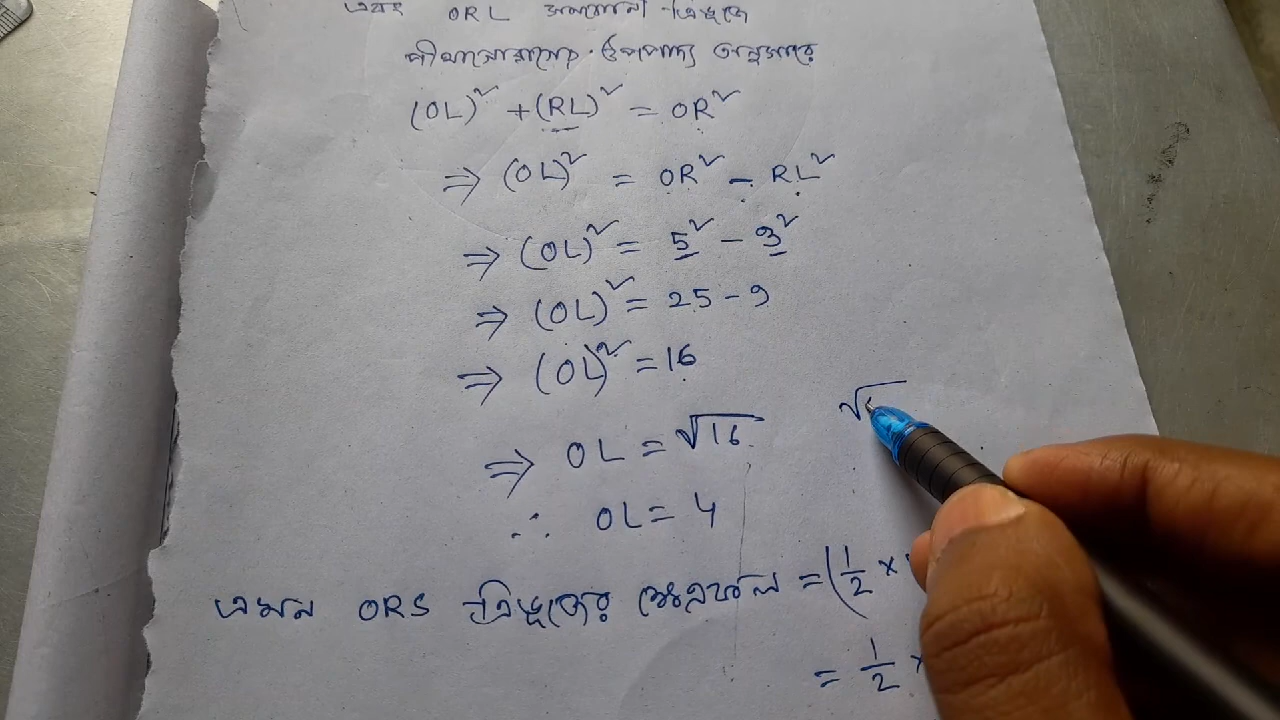 এবং ORL সমকোনী ত্রিভুজে
পীথাগোরাসের উপপাদ্য অনুসারে
(OL)² + (RL)² = OR²
⇒ (OL)² = OR² - RL²
⇒ (OL)² = 5² - 3²
⇒ (OL)² = 25 - 9
⇒ (OL)² = 16
⇒ OL = √16
∴ OL = 4
এখন ORS ত্রিভুজের ক্ষেত্রফল = (1/2 ×
= 1/2 ×